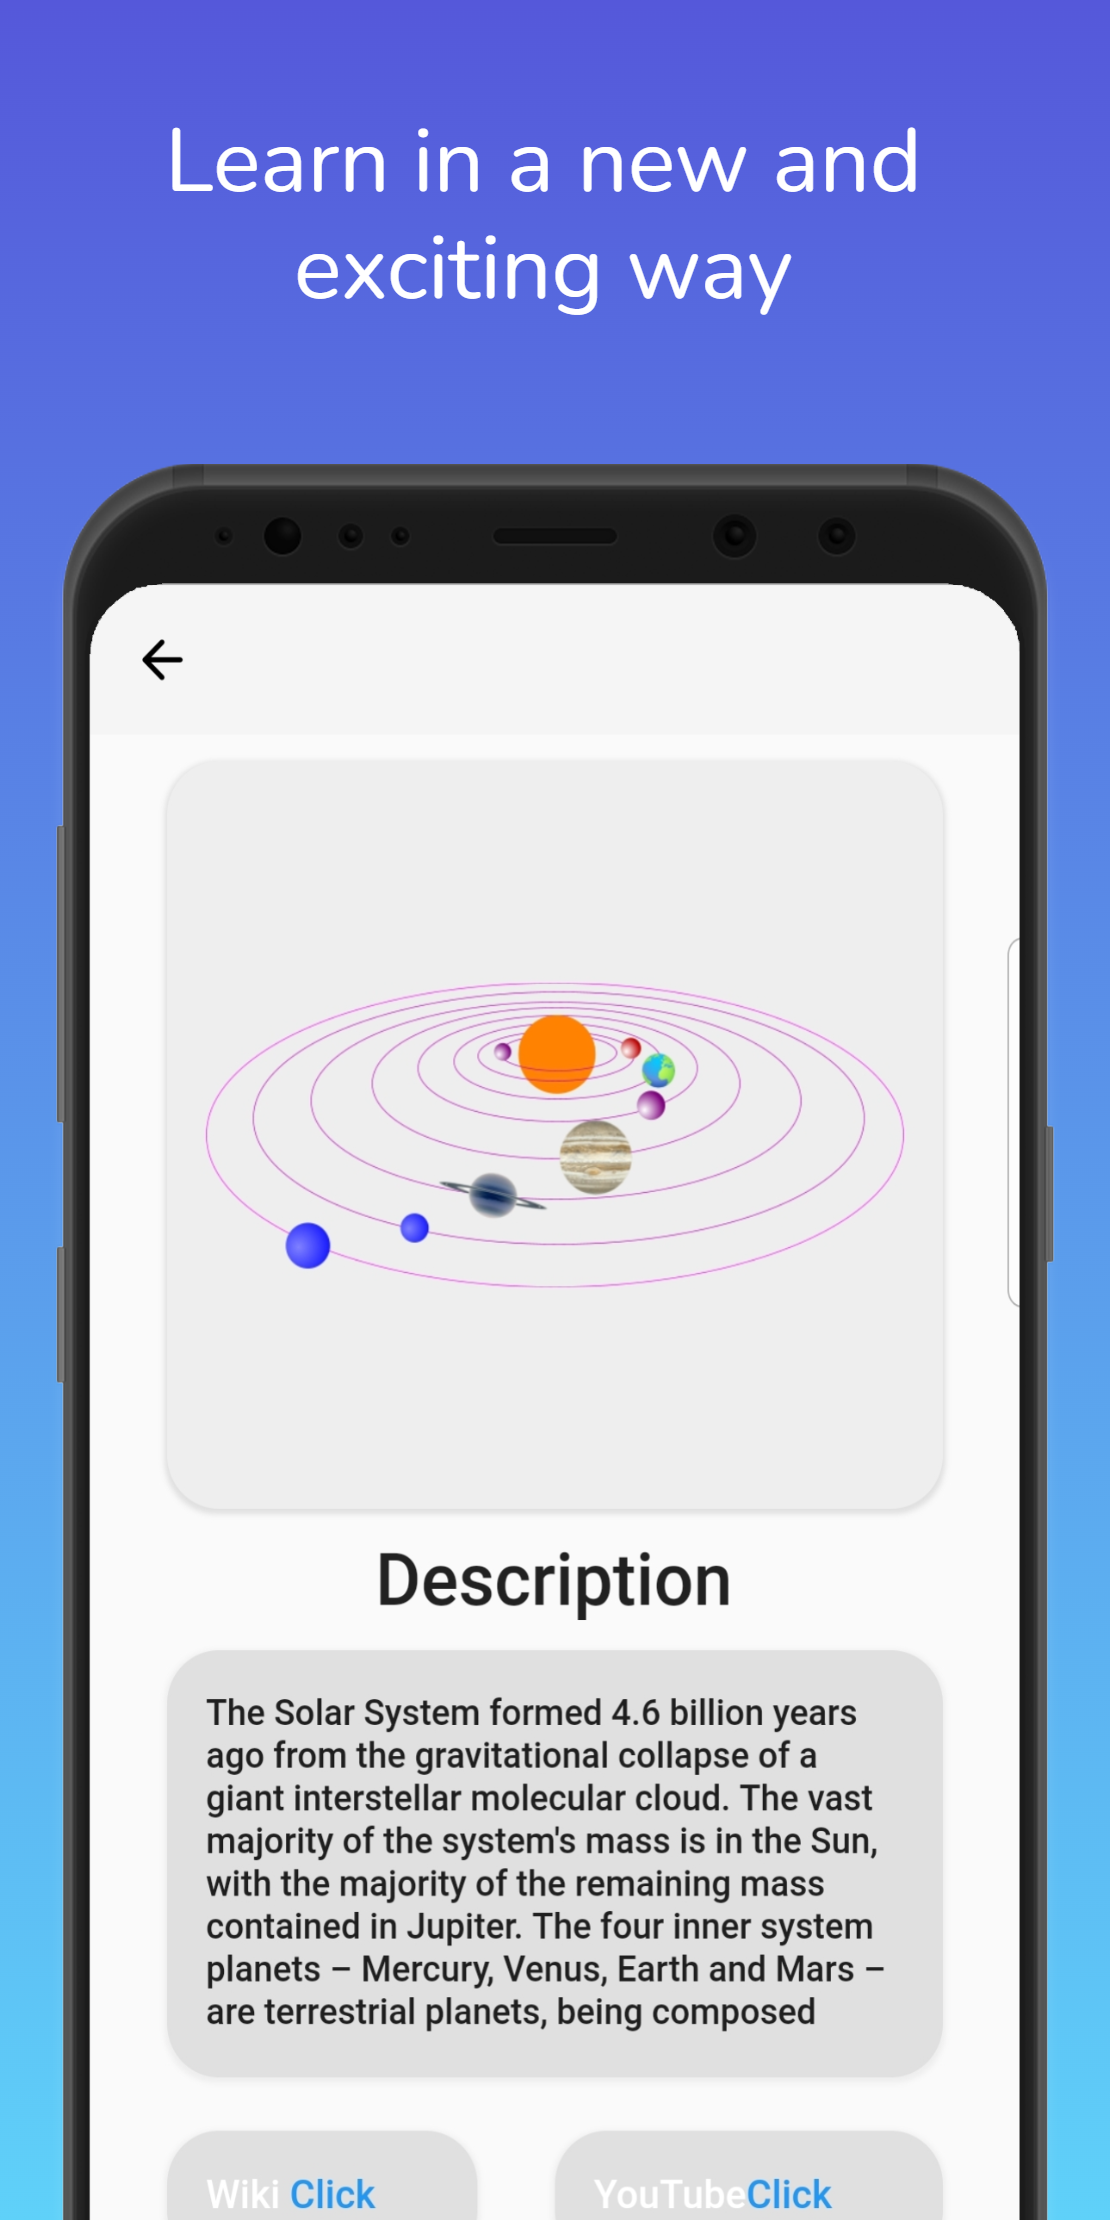 Learn in a new and
exciting way
Description
The Solar System formed 4.6 billion years
ago from the gravitational collapse of a
giant interstellar molecular cloud. The vast
majority of the system's mass is in the Sun,
with the majority of the remaining mass
contained in Jupiter. The four inner system
planets – Mercury, Venus, Earth and Mars –
are terrestrial planets, being composed
Wiki Click
YouTubeClick